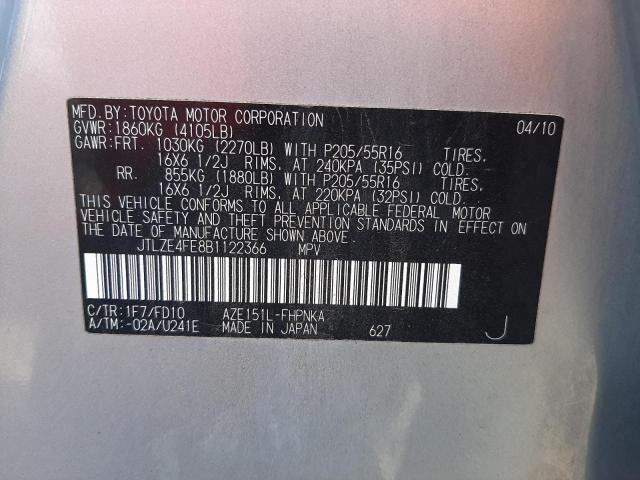 MFD.BY:TOYOTA MOTOR CORPORATION 04/10
GVWR:1860KG (4105LB)
GAWR:FRT. 1030KG (2270LB) WITH P205/55R16 TIRES,
16X6 1/2J RIMS, AT 240KPA (35PSI) COLD.
RR. 855KG (1880LB) WITH P205/55R16 TIRES,
16X6 1/2J RIMS, AT 220KPA (32PSI) COLD.
THIS VEHICLE CONFORMS TO ALL APPLICABLE FEDERAL MOTOR
VEHICLE SAFETY AND THEFT PREVENTION STANDARDS IN EFFECT ON
THE DATE OF MANUFACTURE SHOWN ABOVE.
JTLZE4FE8B1122366 MPV
C/TR:1F7/FD10 AZE151L-FHPNKA
A/TM:-02A/U241E MADE IN JAPAN 627 J